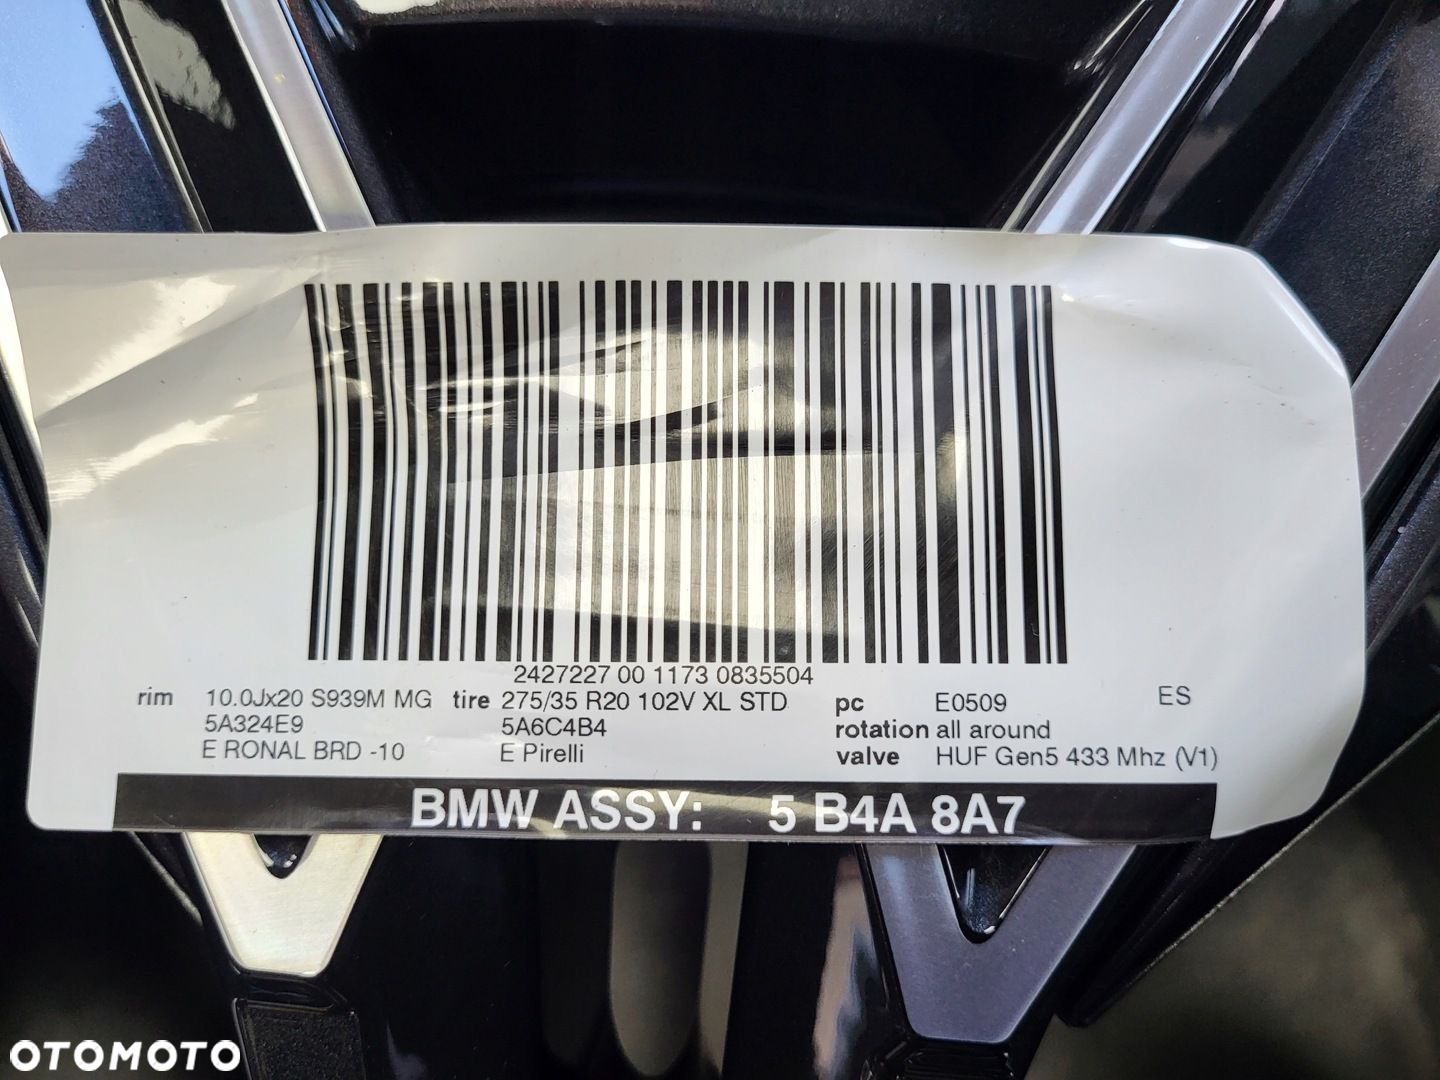 2427227 00 1173 0835504
rim 10.0Jx20 S939M MG tire 275/35 R20 102V XL STD pc E0509 ES
5A324E9 5A6C4B4 rotation all around
E RONAL BRD -10 E Pirelli valve HUF Gen5 433 Mhz (V1)
BMW ASSY: 5 B4A 8A7
OTOMOTO